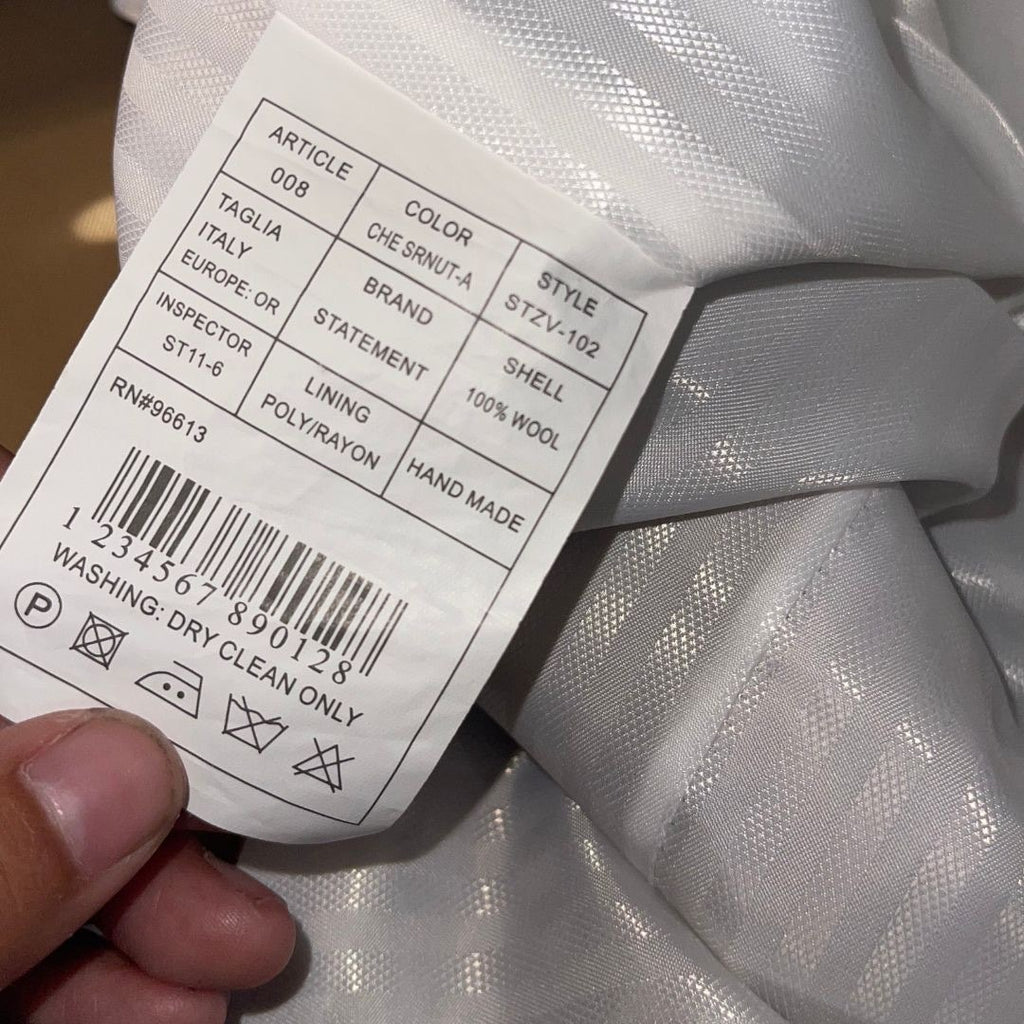 ARTICLE
008
COLOR
CHE SRNUT-A
STYLE
STZV-102
TAGLIA
ITALY
EUROPE: OR
BRAND
STATEMENT
SHELL
100% WOOL
INSPECTOR
ST11-6
LINING
POLY/RAYON
HAND MADE
RN#96613
1 234567 890128
WASHING: DRY CLEAN ONLY
P